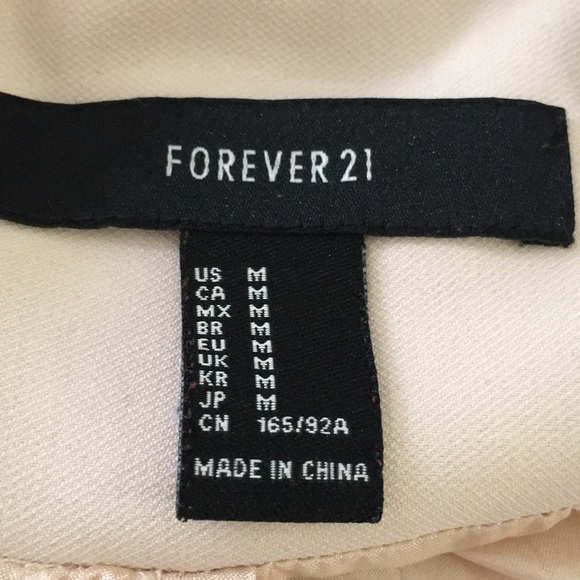 FOREVER 21
US M
CA M
MX M
BR M
EU M
UK M
KR M
JP M
CN 165/92A
MADE IN CHINA